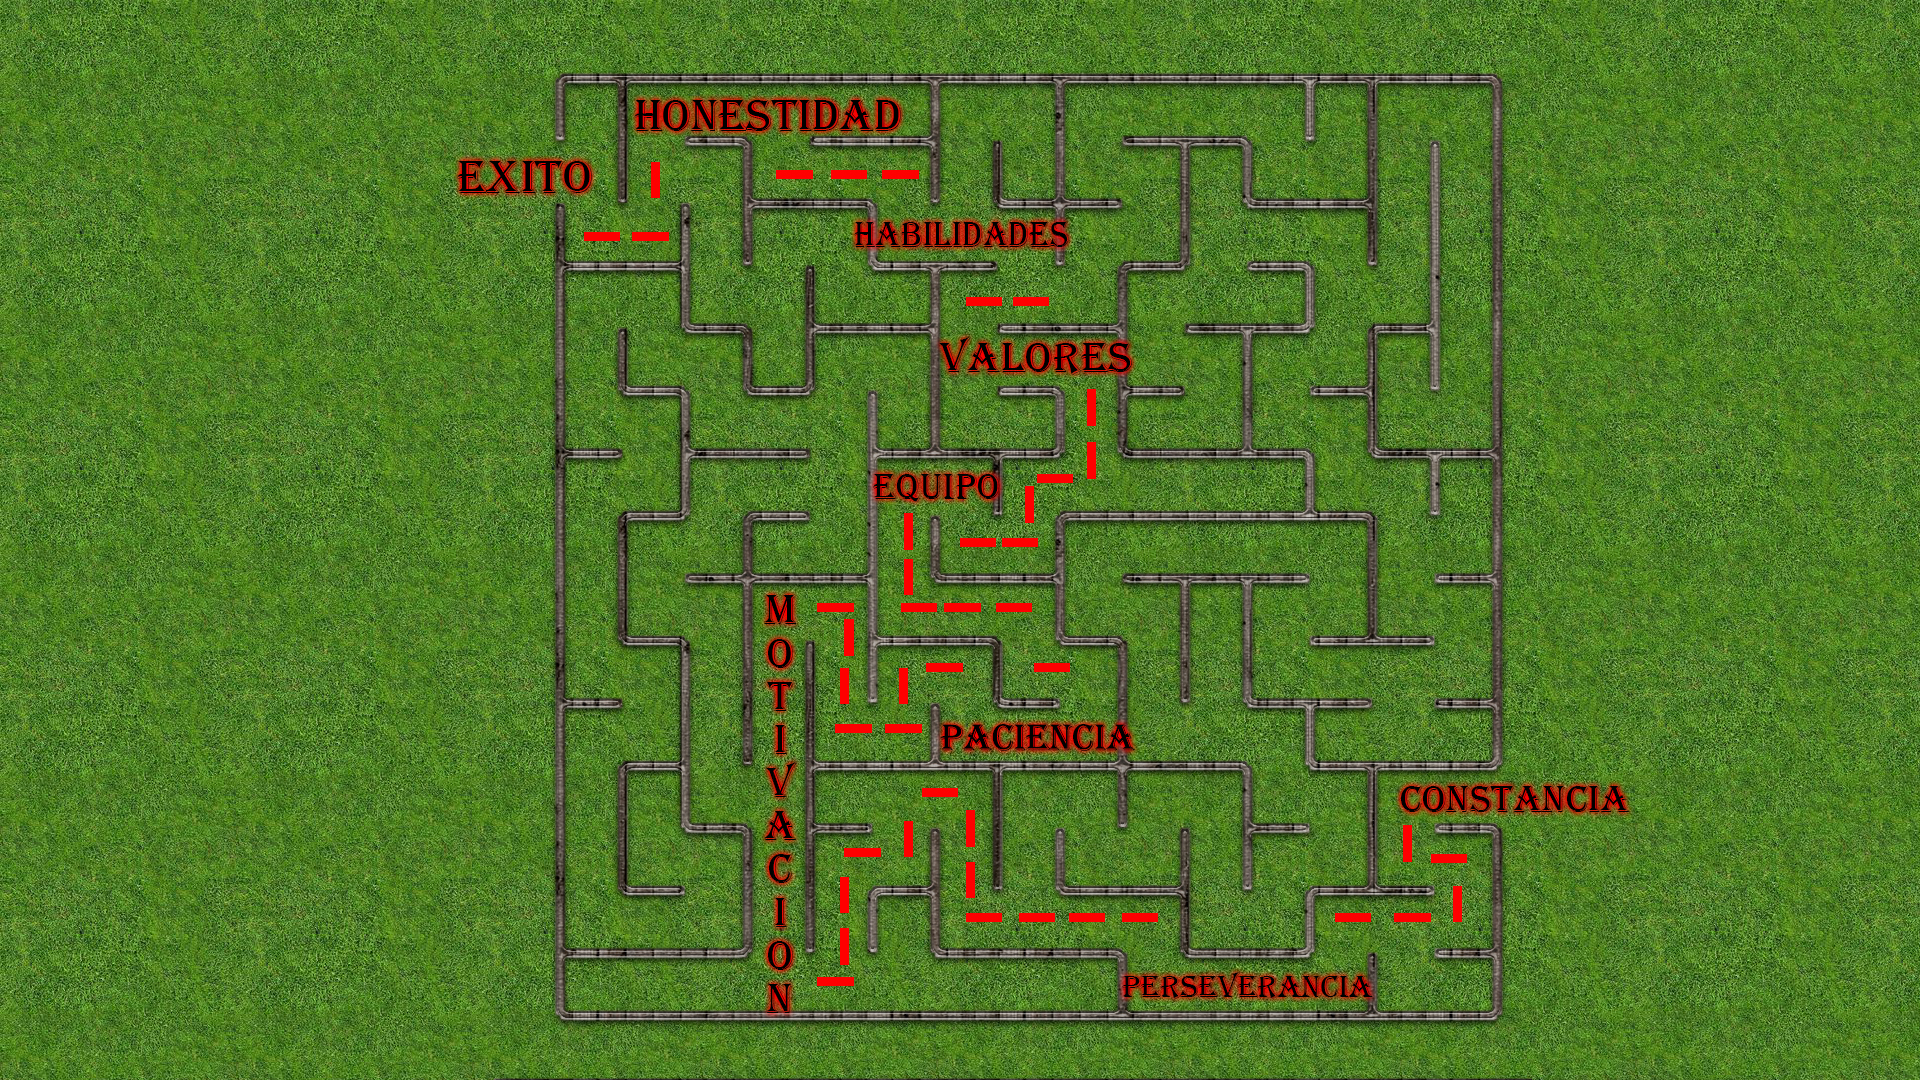 HONESTIDAD
EXITO
HABILIDADES
VALORES
EQUIPO
MOTIVACION
PACIENCIA
CONSTANCIA
PERSEVERANCIA